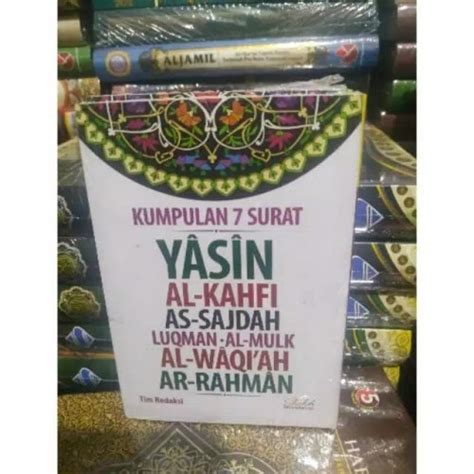 ALJAMIL
KUMPULAN 7 SURAT
YÂSÎN
AL-KAHFI
AS-SAJDAH
LUQMAN · AL-MULK
AL-WÂQI'AH
AR-RAHMÂN
Tim Redaksi